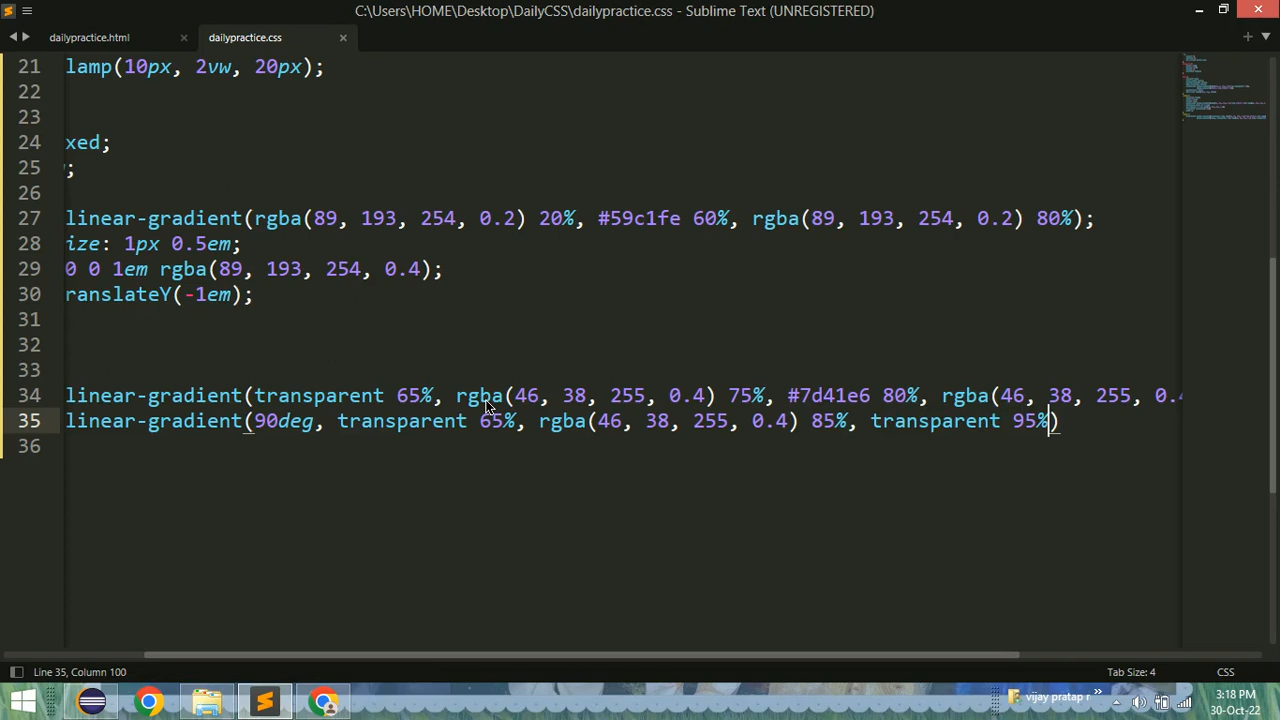 C:\Users\HOME\Desktop\DailyCSS\dailypractice.css - Sublime Text (UNREGISTERED)
dailypractice.html
dailypractice.css
21 lamp(10px, 2vw, 20px);
22
23
24 xed;
25 ;
26
27 linear-gradient(rgba(89, 193, 254, 0.2) 20%, #59c1fe 60%, rgba(89, 193, 254, 0.2) 80%);
28 ize: 1px 0.5em;
29 0 0 1em rgba(89, 193, 254, 0.4);
30 ranslateY(-1em);
31
32
33
34 linear-gradient(transparent 65%, rgba(46, 38, 255, 0.4) 75%, #7d41e6 80%, rgba(46, 38, 255, 0.4
35 linear-gradient(90deg, transparent 65%, rgba(46, 38, 255, 0.4) 85%, transparent 95%)
36
Line 35, Column 100
Tab Size: 4
CSS
vijay pratap r
3:18 PM
30-Oct-22